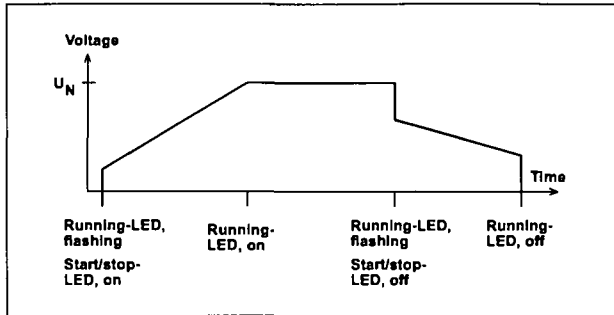 Voltage
UN
Time
Running-LED,
flashing
Start/stop-
LED, on
Running-
LED, on
Running-LED,
flashing
Start/stop-
LED, off
Running-
LED, off